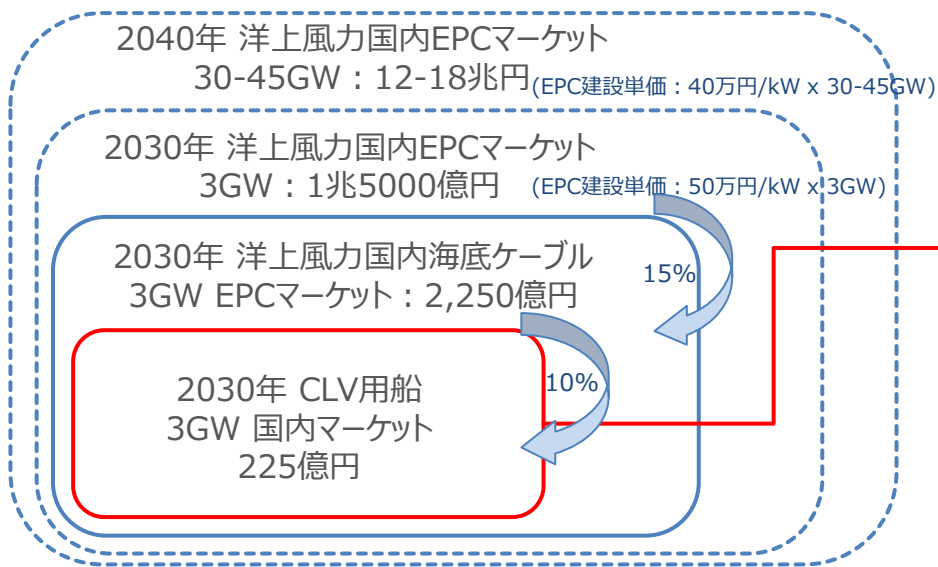 2040年 洋上風力国内EPCマーケット
30-45GW：12-18兆円 (EPC建設単価：40万円/kW x 30-45GW)
2030年 洋上風力国内EPCマーケット
3GW：1兆5000億円 (EPC建設単価：50万円/kW x 3GW)
2030年 洋上風力国内海底ケーブル
3GW EPCマーケット：2,250億円
15%
2030年 CLV用船
3GW 国内マーケット
225億円
10%